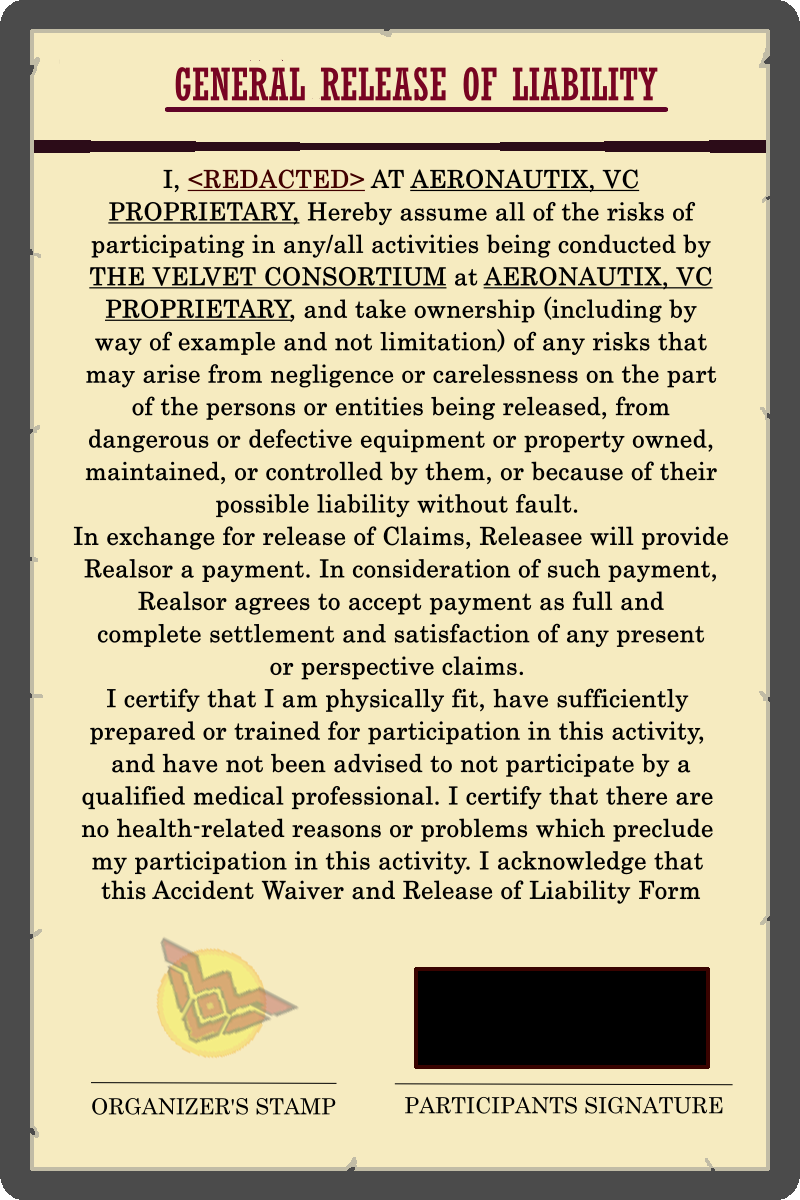 GENERAL RELEASE OF LIABILITY
I, <REDACTED> AT AERONAUTIX, VC
PROPRIETARY, Hereby assume all of the risks of
participating in any/all activities being conducted by
THE VELVET CONSORTIUM at AERONAUTIX, VC
PROPRIETARY, and take ownership (including by
way of example and not limitation) of any risks that
may arise from negligence or carelessness on the part
of the persons or entities being released, from
dangerous or defective equipment or property owned,
maintained, or controlled by them, or because of their
possible liability without fault.
In exchange for release of Claims, Releasee will provide
Realsor a payment. In consideration of such payment,
Realsor agrees to accept payment as full and
complete settlement and satisfaction of any present
or perspective claims.
I certify that I am physically fit, have sufficiently
prepared or trained for participation in this activity,
and have not been advised to not participate by a
qualified medical professional. I certify that there are
no health-related reasons or problems which preclude
my participation in this activity. I acknowledge that
this Accident Waiver and Release of Liability Form
ORGANIZER'S STAMP
PARTICIPANTS SIGNATURE